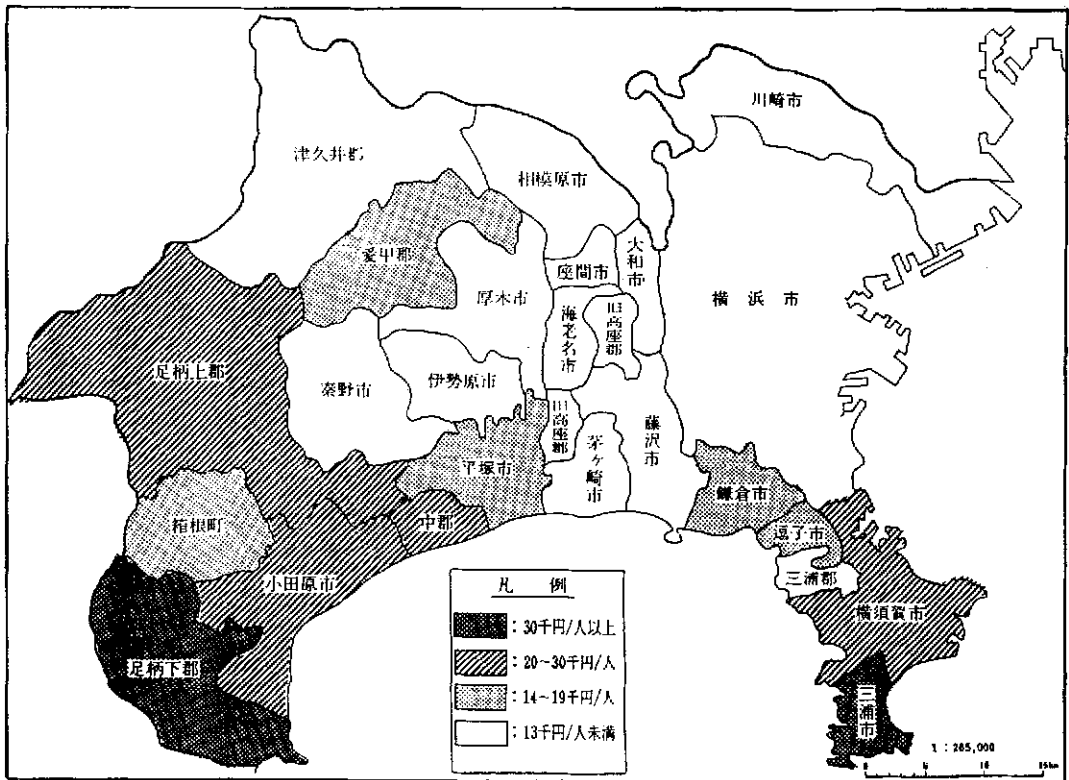 川崎市
津久井郡
相模原市
愛甲郡
大和市
座間市
厚木市
横浜市
海老名市
旧高座郡
足柄上郡
秦野市
伊勢原市
旧高座郡
藤沢市
茅ヶ崎市
平塚市
鎌倉市
箱根町
中郡
逗子市
小田原市
三浦郡
横須賀市
足柄下郡
三浦市
凡例
：30千円/人以上
：20～30千円/人
：14～19千円/人
：13千円/人未満
1：265,000
0 5 10 15km